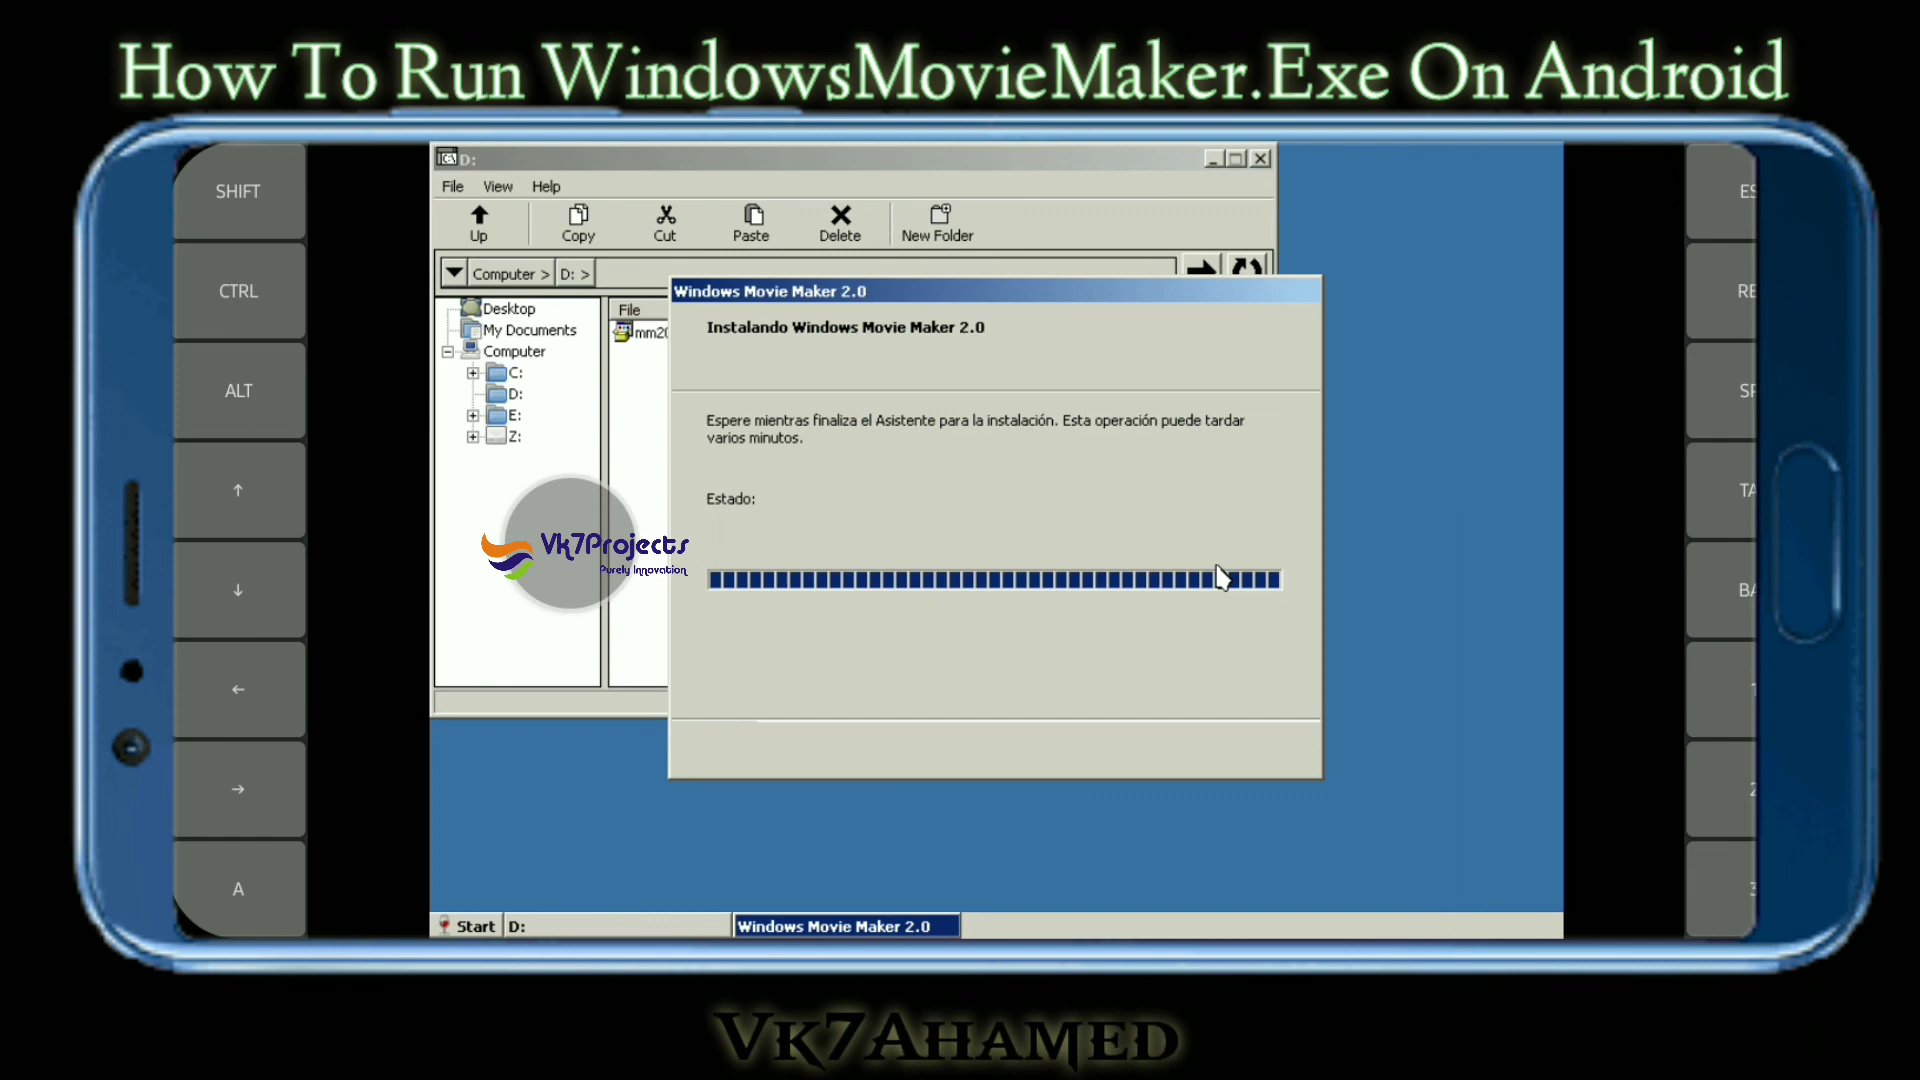 How To Run WindowsMovieMaker.Exe On Android
SHIFT
CTRL
ALT
↑
↓
←
→
A
D:
File View Help
Up Copy Cut Paste Delete New Folder
Computer > D: >
Desktop
My Documents
Computer
C:
D:
E:
Z:
File
Windows Movie Maker 2.0
Instalando Windows Movie Maker 2.0
Espere mientras finaliza el Asistente para la instalación. Esta operación puede tardar
varios minutos.
Estado:
Vk7Projects
Purely Innovation
Start D: Windows Movie Maker 2.0
Vk7Ahamed